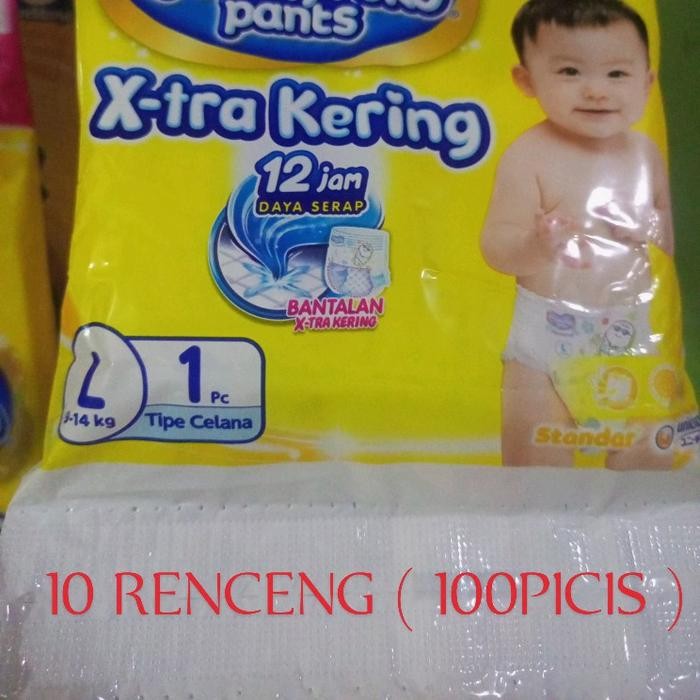 pants
X-tra Kering
12 jam
DAYA SERAP
BANTALAN
X-TRA KERING
L
1 Pc
9-14 kg
Tipe Celana
Standar
10 RENCENG ( 100PICIS )